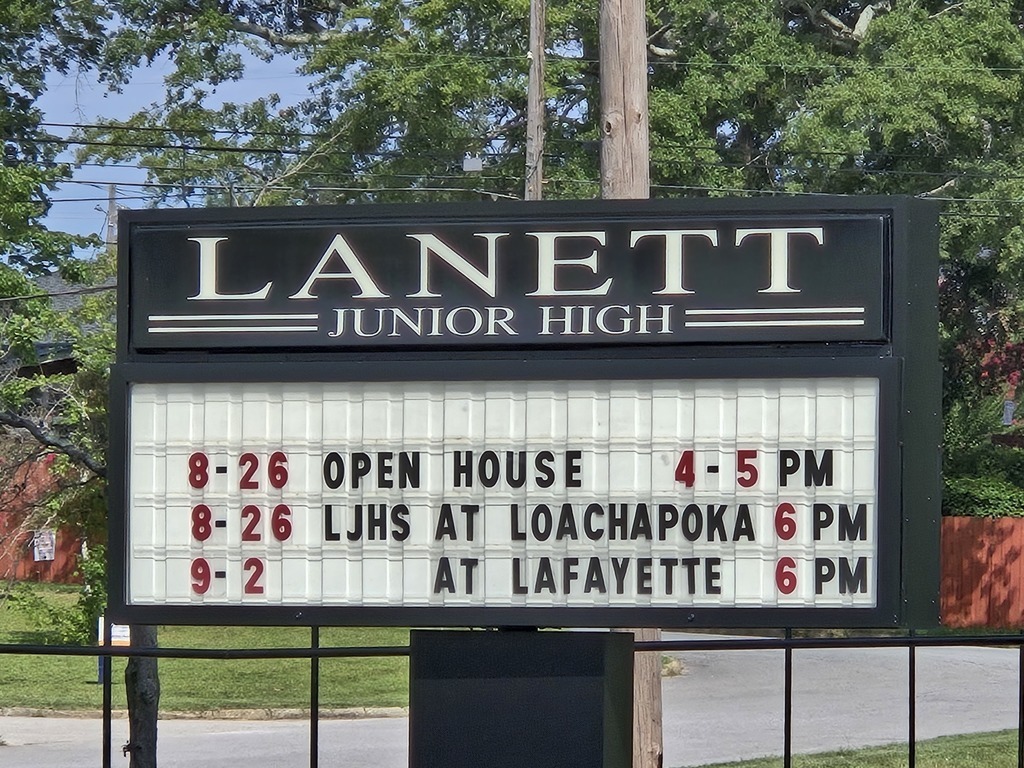 LANETT
JUNIOR HIGH
8-26 OPEN HOUSE 4-5 PM
8-26 LJHS AT LOACHAPOKA 6 PM
9-2 AT LAFAYETTE 6 PM